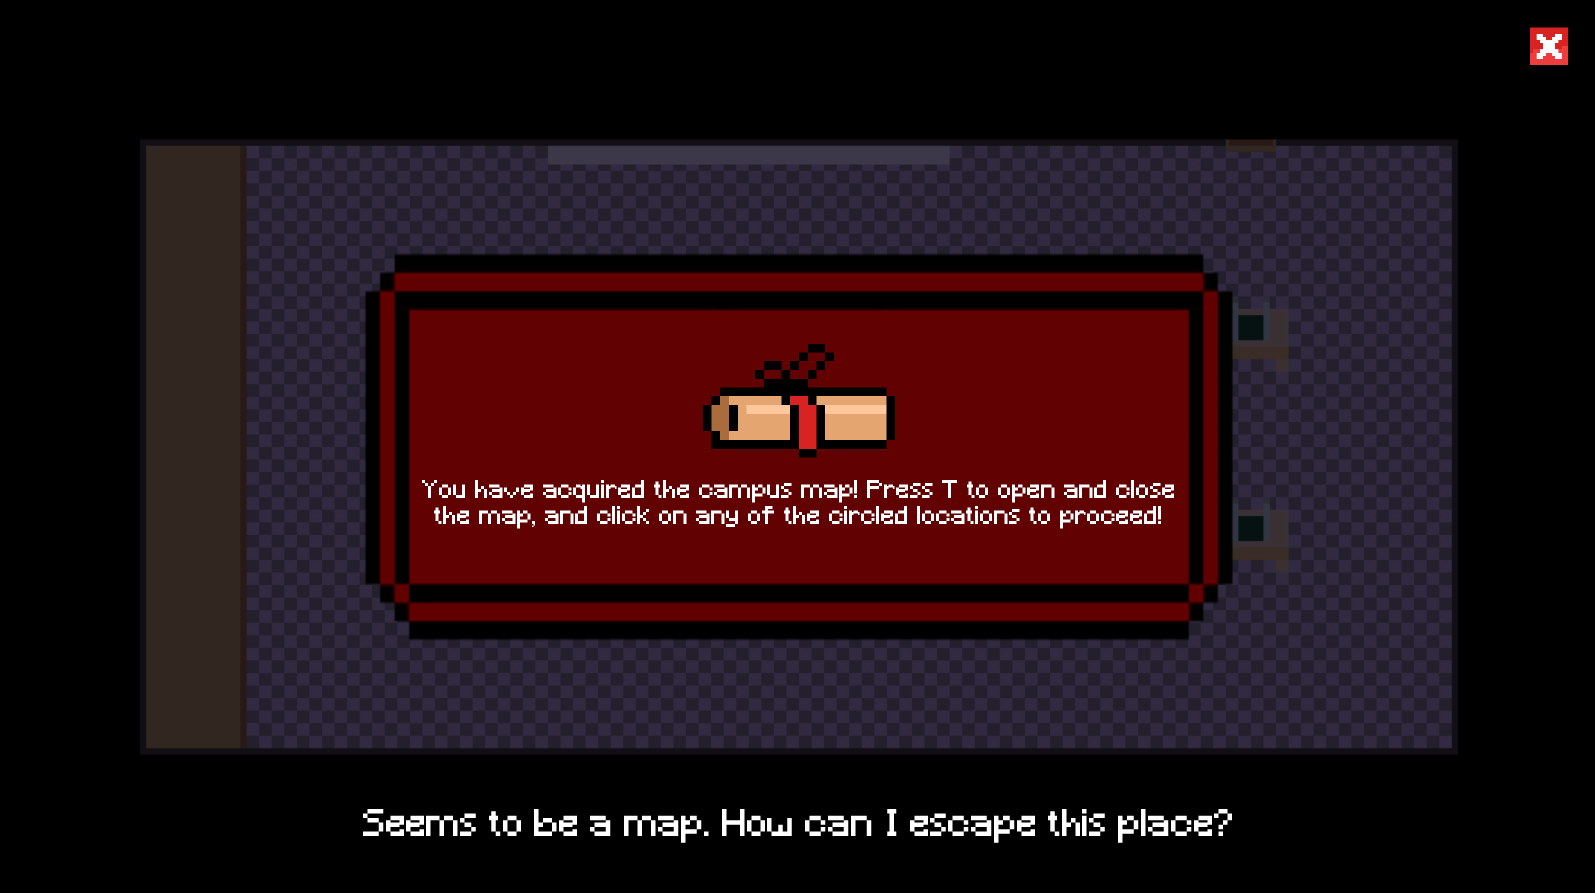 You have acquired the campus map! Press T to open and close
the map, and click on any of the circled locations to proceed!
Seems to be a map. How can I escape this place?